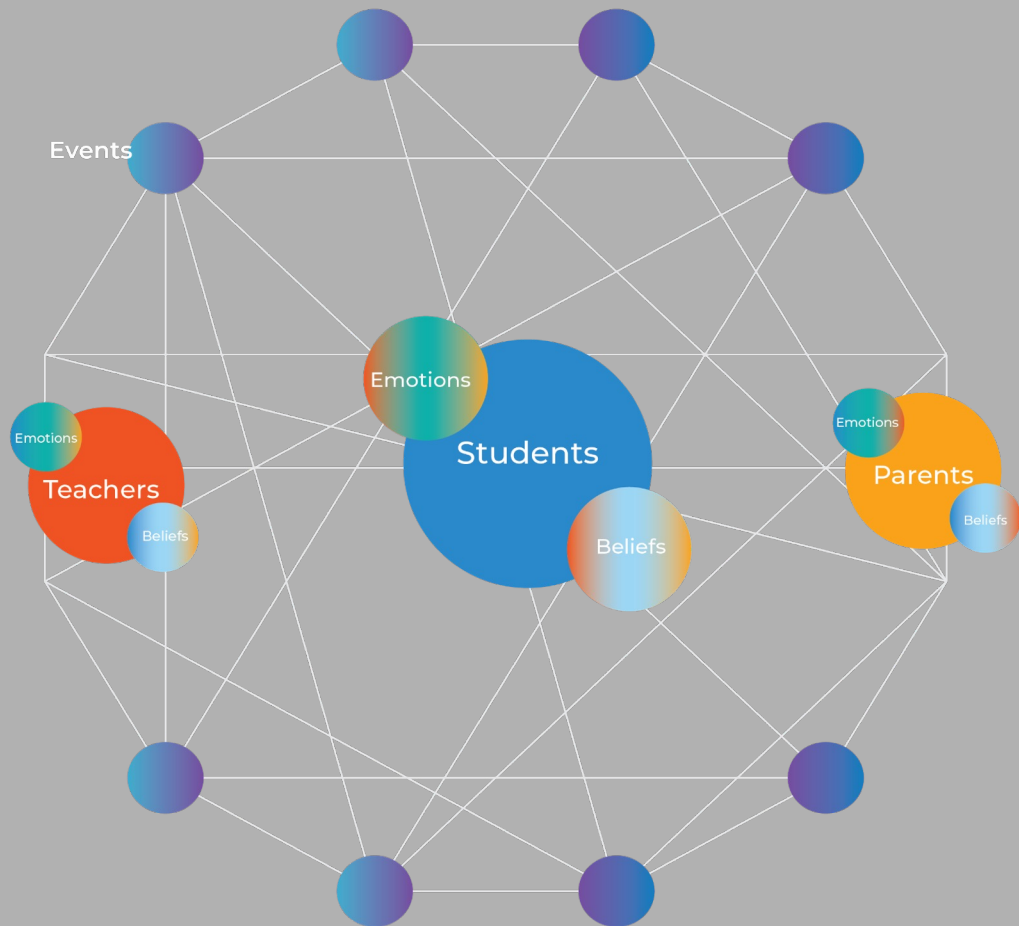 Events
Emotions
Students
Beliefs
Emotions
Teachers
Beliefs
Emotions
Parents
Beliefs